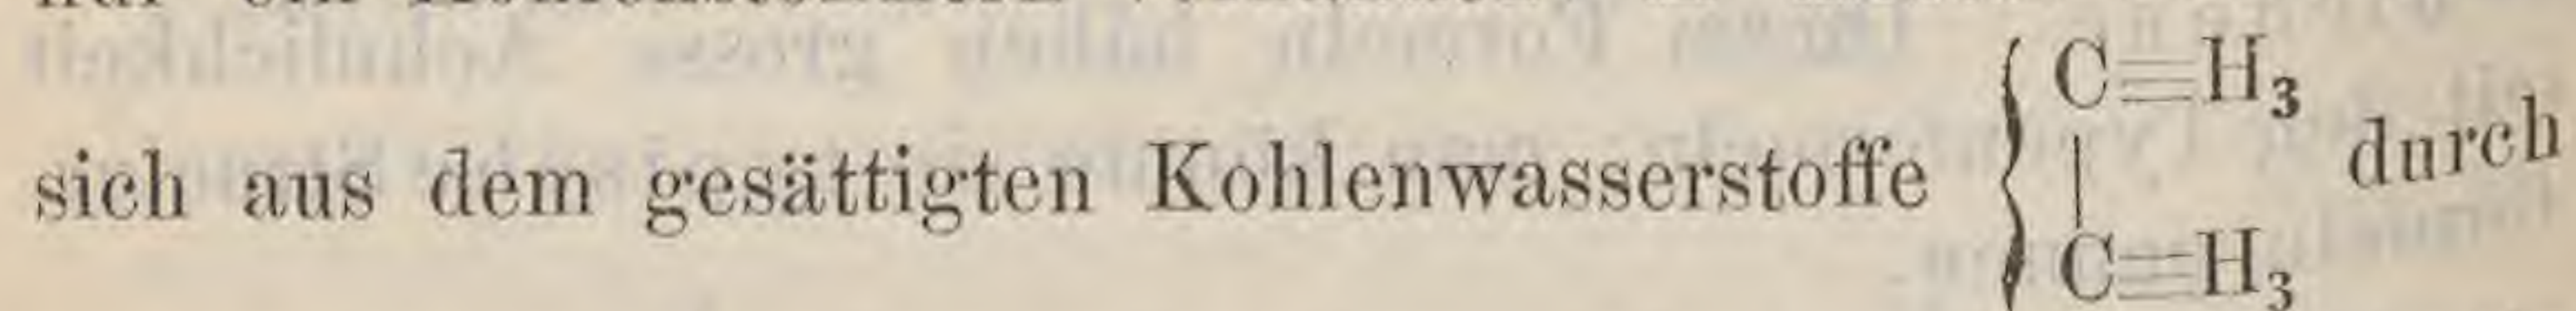 C≡H₃
sich aus dem gesättigten Kohlenwasserstoffe { | durch
C≡H₃